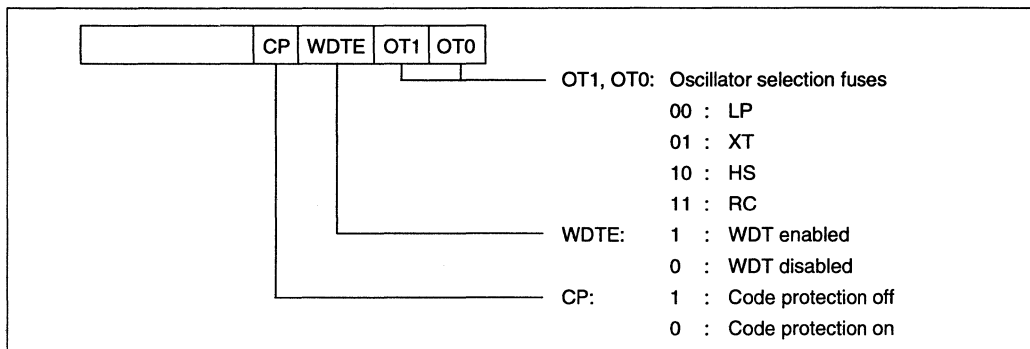 CP WDTE OT1 OT0
OT1, OT0: Oscillator selection fuses
00 : LP
01 : XT
10 : HS
11 : RC
WDTE: 1 : WDT enabled
0 : WDT disabled
CP: 1 : Code protection off
0 : Code protection on